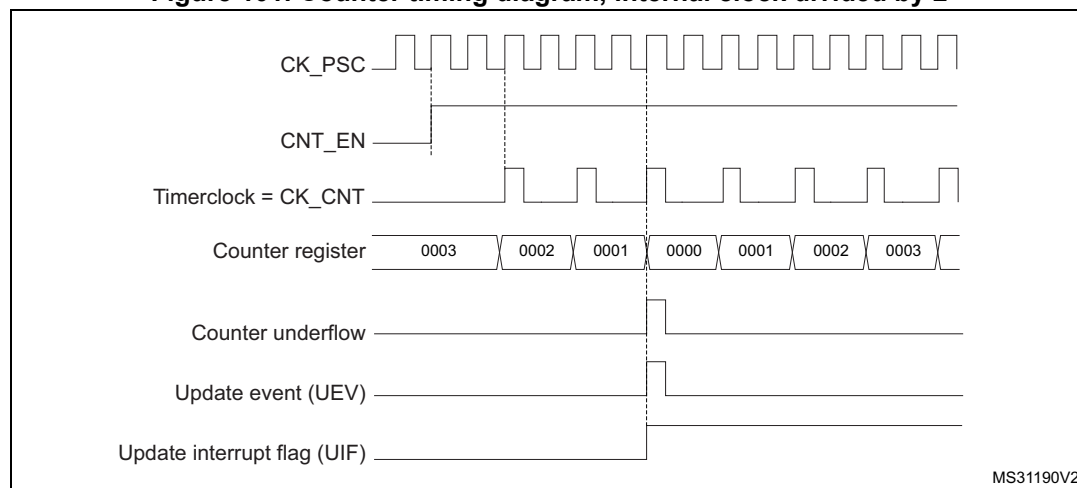 Figure 161. Counter timing diagram, internal clock divided by 2
CK_PSC
CNT_EN
Timerclock = CK_CNT
Counter register 0003 0002 0001 0000 0001 0002 0003
Counter underflow
Update event (UEV)
Update interrupt flag (UIF)
MS31190V2